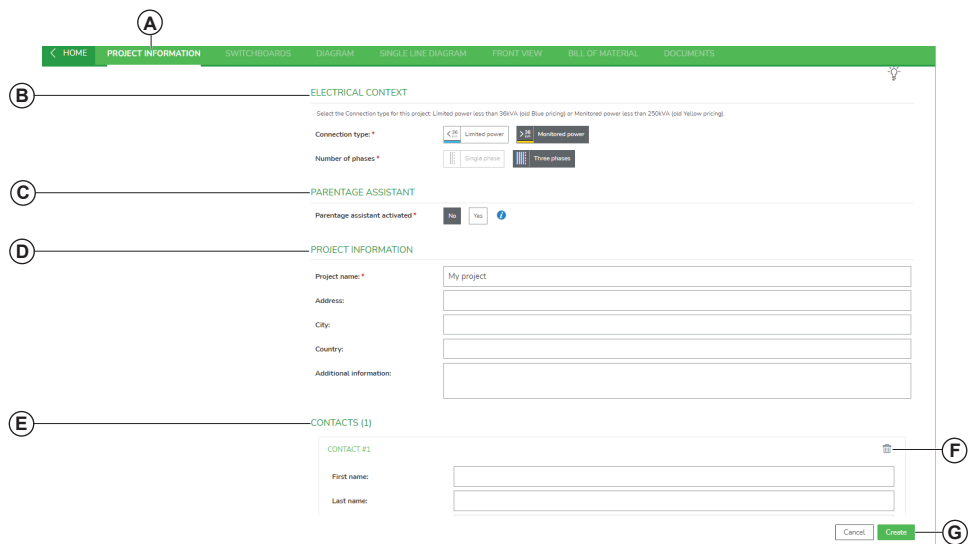 A
HOME PROJECT INFORMATION SWITCHBOARDS DIAGRAM SINGLE LINE DIAGRAM FRONT VIEW BILL OF MATERIAL DOCUMENTS
B
ELECTRICAL CONTEXT
Select the Connection type for this project: Limited power less than 36kVA (old Blue pricing) or Monitored power less than 250kVA (old Yellow pricing).
Connection type: * <36 Limited power >36 Monitored power
Number of phases * Single phase Three phases
C
PARENTAGE ASSISTANT
Parentage assistant activated * No Yes i
D
PROJECT INFORMATION
Project name: * My project
Address:
City:
Country:
Additional information:
E
CONTACTS (1)
CONTACT #1
F
First name:
Last name:
Cancel Create
G